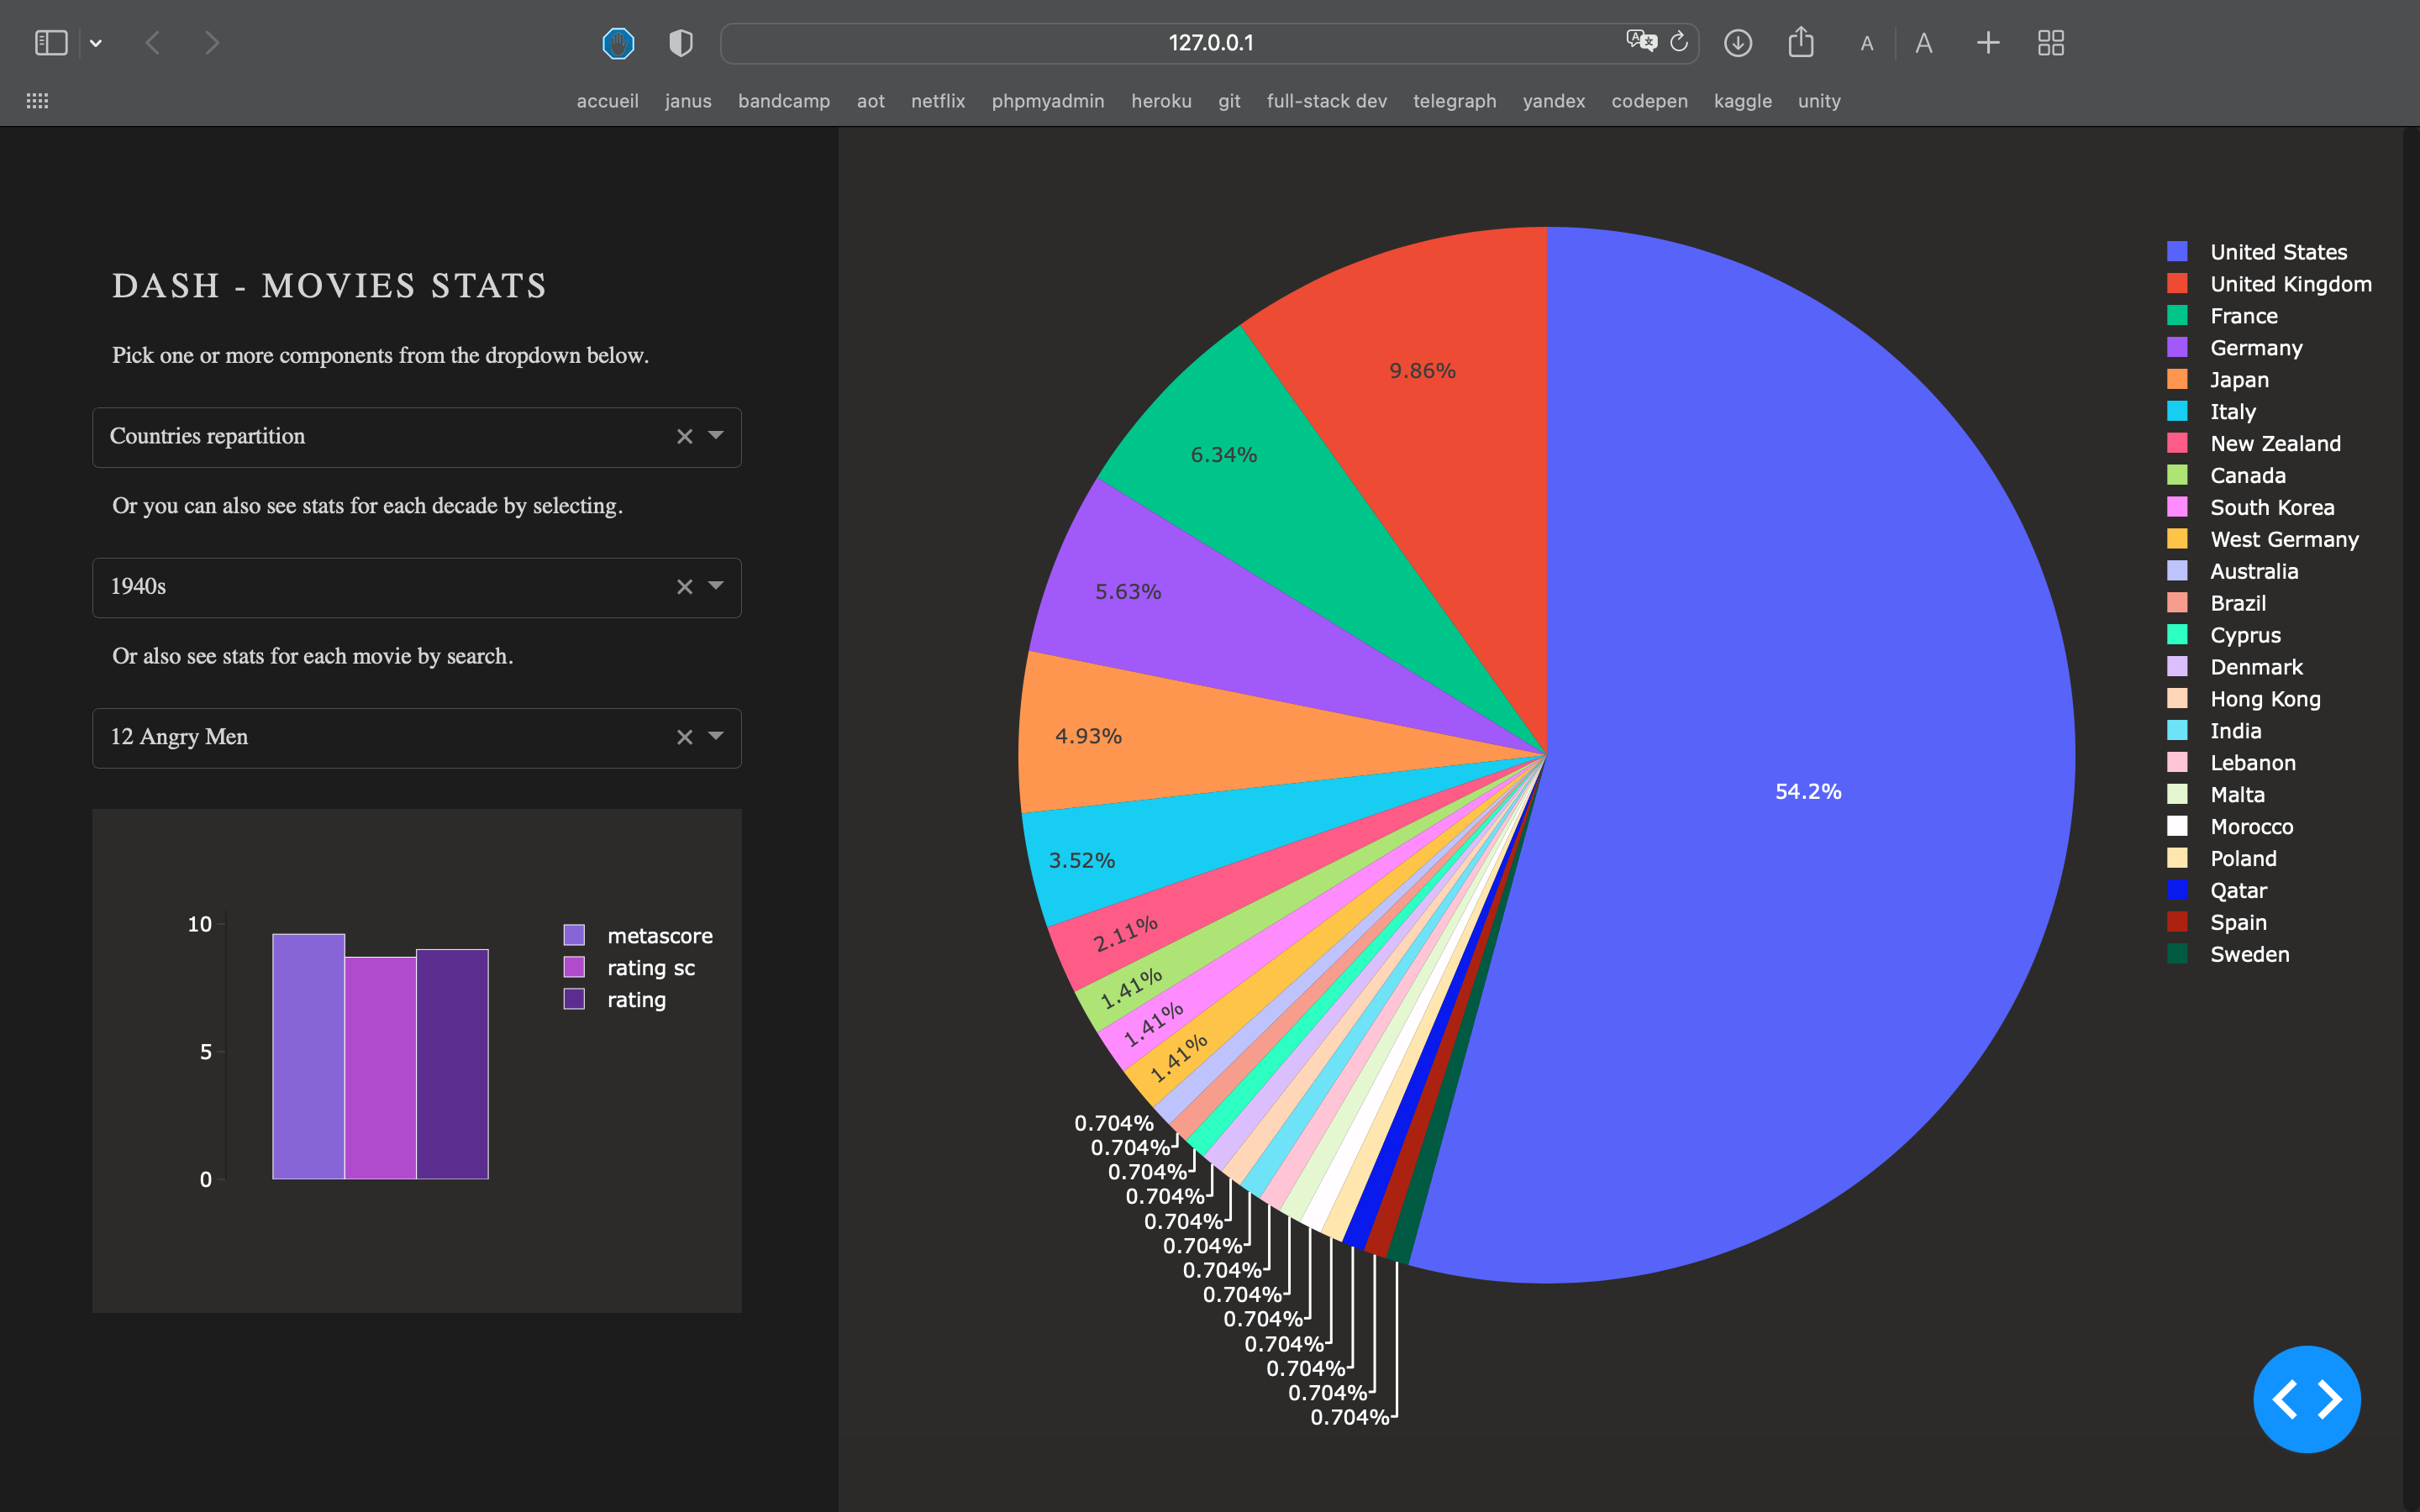 127.0.0.1
A A
accueil janus bandcamp aot netflix phpmyadmin heroku git full-stack dev telegraph yandex codepen kaggle unity
DASH - MOVIES STATS
Pick one or more components from the dropdown below.
Countries repartition
Or you can also see stats for each decade by selecting.
1940s
Or also see stats for each movie by search.
12 Angry Men
10
5
0
metascore
rating sc
rating
9.86%
6.34%
5.63%
4.93%
54.2%
3.52%
2.11%
1.41%
1.41%
1.41%
0.704%
0.704%
0.704%
0.704%
0.704%
0.704%
0.704%
0.704%
0.704%
0.704%
0.704%
0.704%
0.704%
United States
United Kingdom
France
Germany
Japan
Italy
New Zealand
Canada
South Korea
West Germany
Australia
Brazil
Cyprus
Denmark
Hong Kong
India
Lebanon
Malta
Morocco
Poland
Qatar
Spain
Sweden